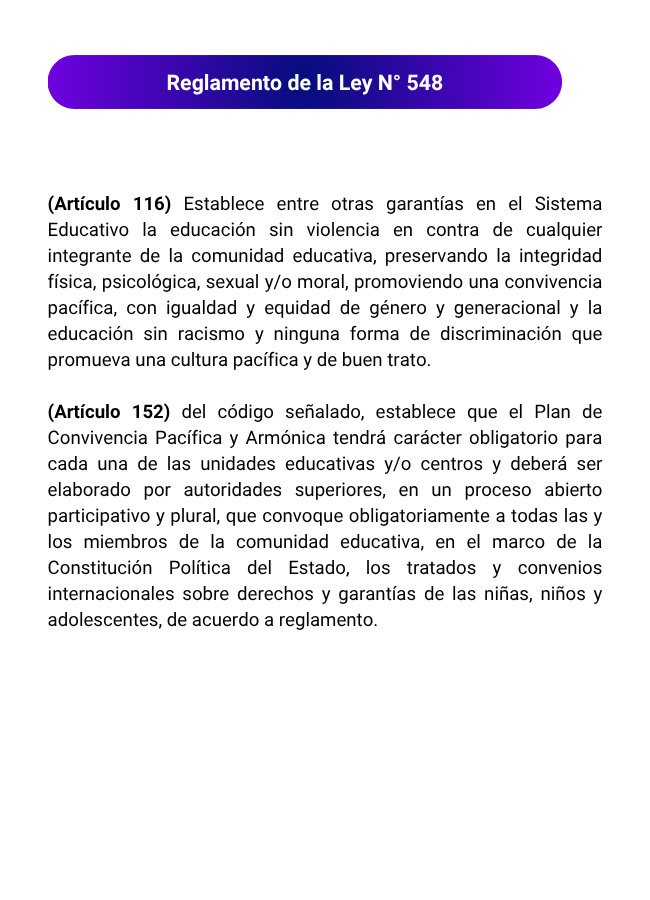 Reglamento de la Ley N° 548
(Artículo 116) Establece entre otras garantías en el Sistema
Educativo la educación sin violencia en contra de cualquier
integrante de la comunidad educativa, preservando la integridad
física, psicológica, sexual y/o moral, promoviendo una convivencia
pacífica, con igualdad y equidad de género y generacional y la
educación sin racismo y ninguna forma de discriminación que
promueva una cultura pacífica y de buen trato.
(Artículo 152) del código señalado, establece que el Plan de
Convivencia Pacífica y Armónica tendrá carácter obligatorio para
cada una de las unidades educativas y/o centros y deberá ser
elaborado por autoridades superiores, en un proceso abierto
participativo y plural, que convoque obligatoriamente a todas las y
los miembros de la comunidad educativa, en el marco de la
Constitución Política del Estado, los tratados y convenios
internacionales sobre derechos y garantías de las niñas, niños y
adolescentes, de acuerdo a reglamento.